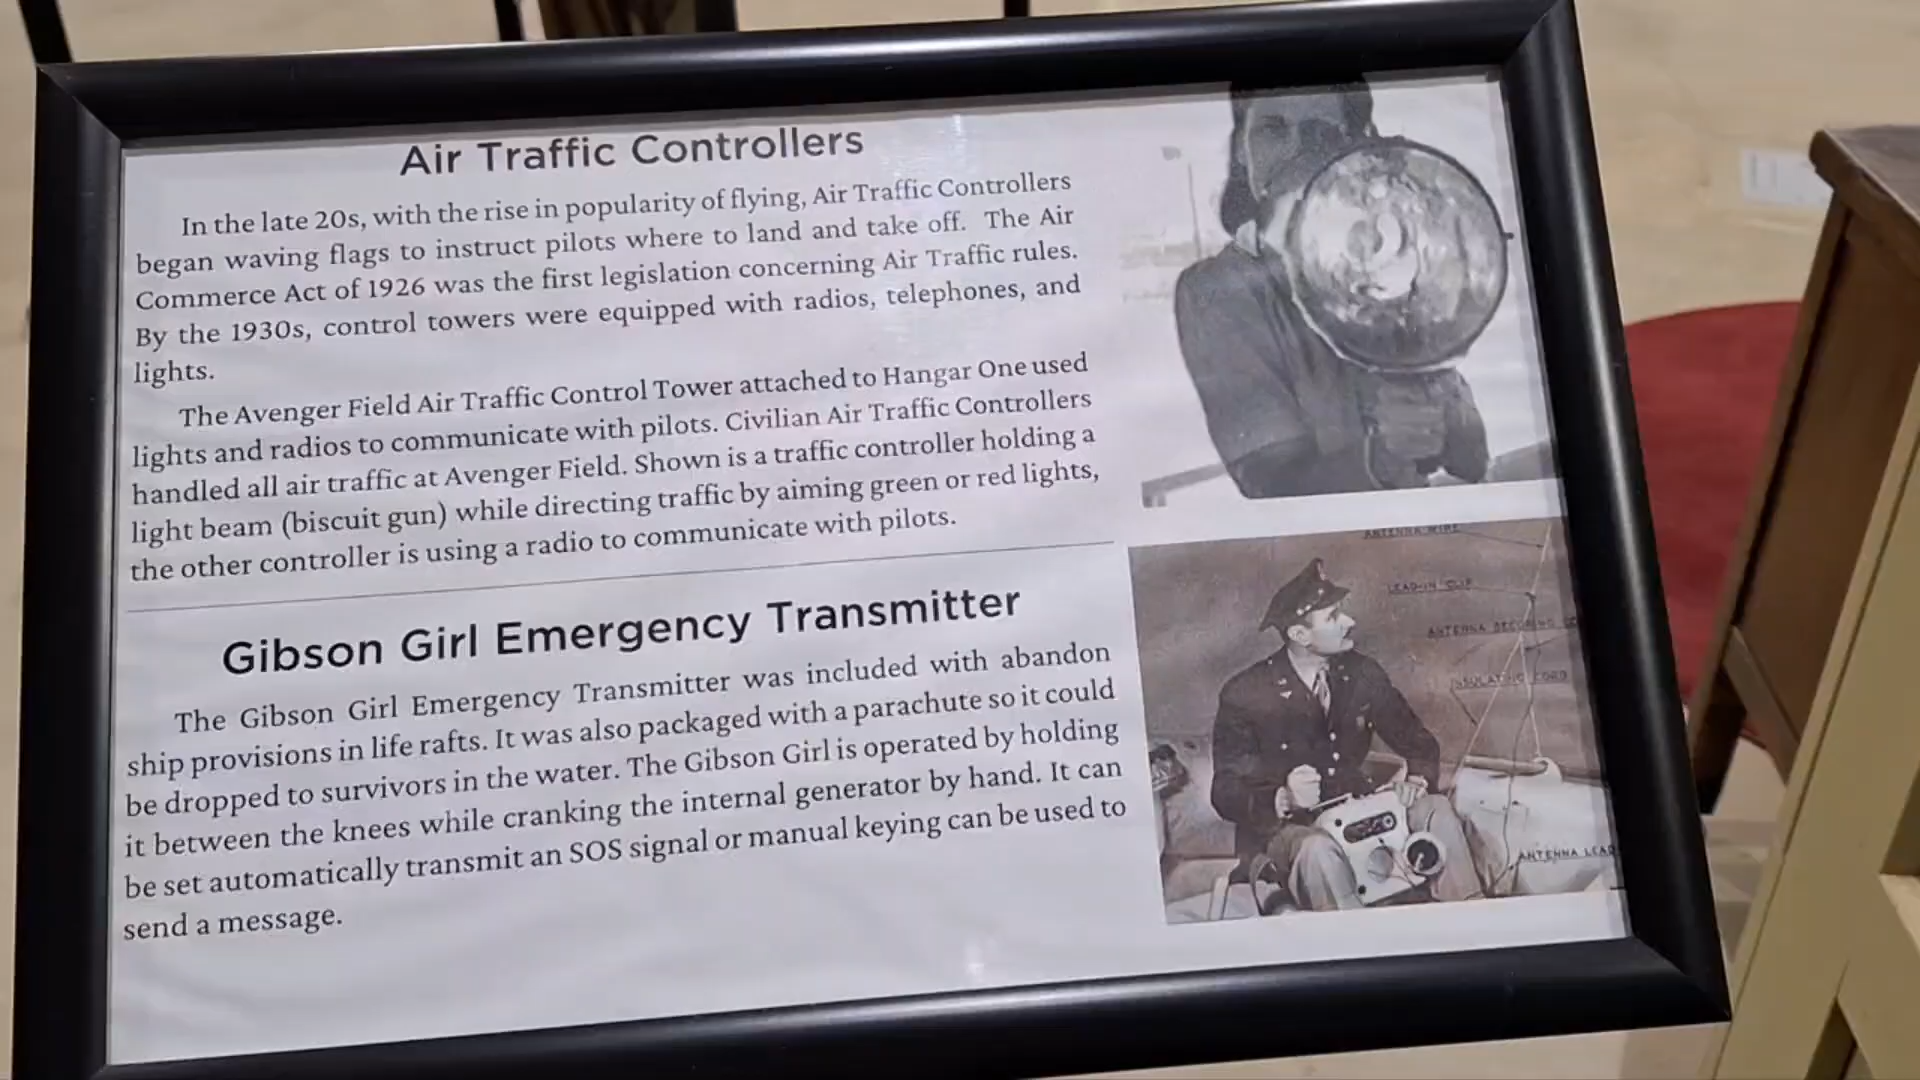 Air Traffic Controllers
In the late 20s, with the rise in popularity of flying, Air Traffic Controllers
began waving flags to instruct pilots where to land and take off. The Air
Commerce Act of 1926 was the first legislation concerning Air Traffic rules.
By the 1930s, control towers were equipped with radios, telephones, and
lights.
The Avenger Field Air Traffic Control Tower attached to Hangar One used
lights and radios to communicate with pilots. Civilian Air Traffic Controllers
handled all air traffic at Avenger Field. Shown is a traffic controller holding a
light beam (biscuit gun) while directing traffic by aiming green or red lights,
the other controller is using a radio to communicate with pilots.
Gibson Girl Emergency Transmitter
The Gibson Girl Emergency Transmitter was included with abandon
ship provisions in life rafts. It was also packaged with a parachute so it could
be dropped to survivors in the water. The Gibson Girl is operated by holding
it between the knees while cranking the internal generator by hand. It can
be set automatically transmit an SOS signal or manual keying can be used to
send a message.
ANTENNA WIRE
LEAD-IN CLIP
ANTENNA
INSULATING CORD
ANTENNA LEAD